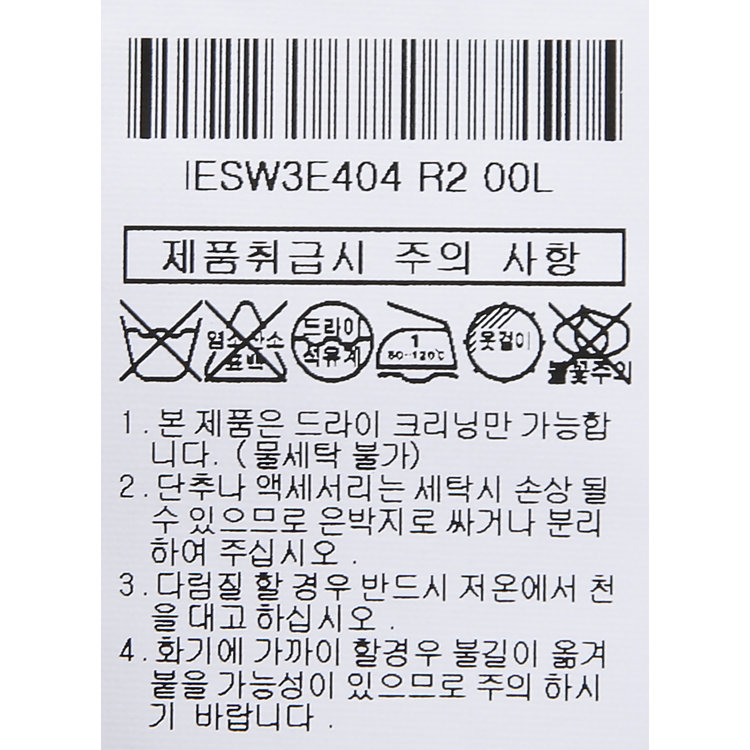 IESW3E404 R2 00L
제품취급시 주의 사항
염소산소 드라이 1 옷걸이
표백 석유제 80-120℃ 불꽃주의
1.본 제품은 드라이 크리닝만 가능합
니다. (물세탁 불가)
2.단추나 액세서리는 세탁시 손상 될
수 있으므로 은박지로 싸거나 분리
하여 주십시오 .
3.다럼질 할 경우 반드시 저온에서 천
을 대고 하십시오 .
4.화기에 가까이 할경우 불길이 옮겨
붙을 가능성이 있으므로 주의 하시
기 바랍니다 .